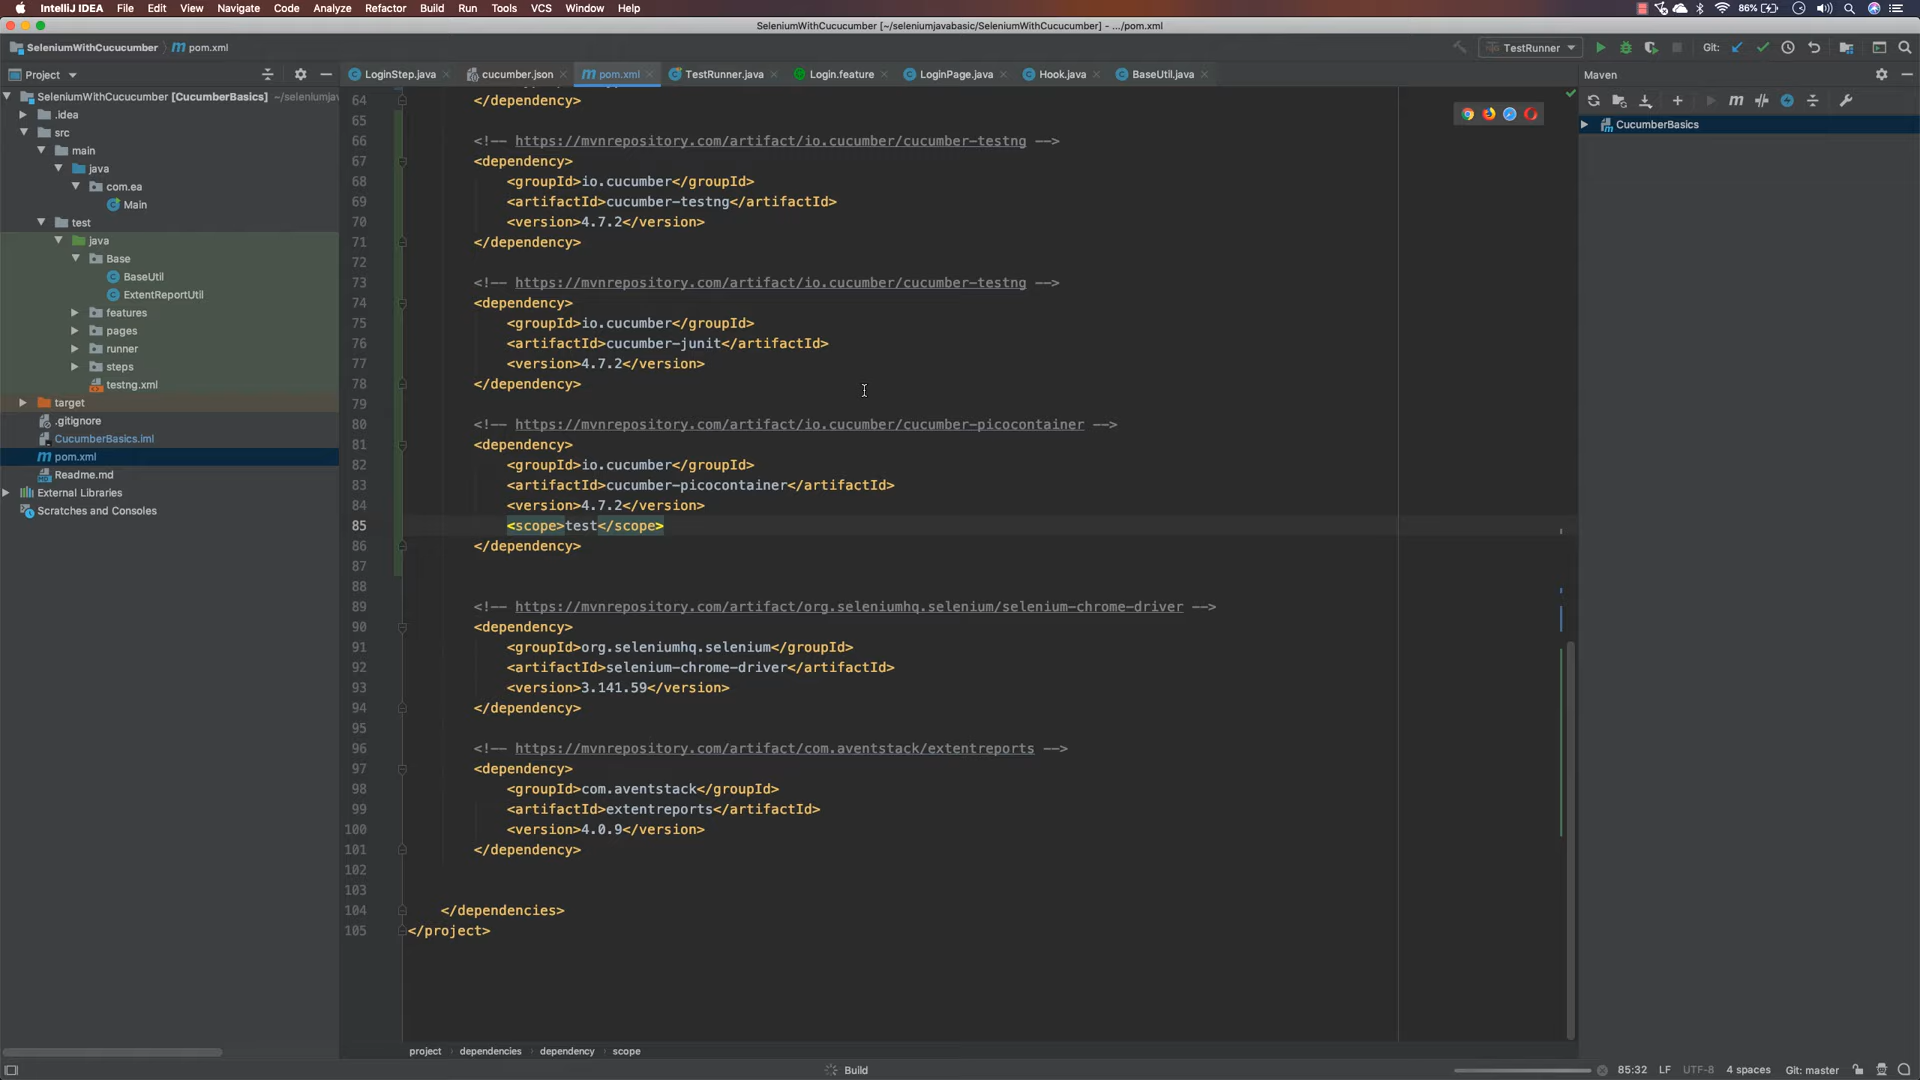 IntelliJ IDEA File Edit View Navigate Code Analyze Refactor Build Run Tools VCS Window Help 86%
SeleniumWithCucucumber [~/seleniumjavabasic/SeleniumWithCucucumber] - .../pom.xml
SeleniumWithCucucumber pom.xml
TestRunner Git:
Project
LoginStep.java cucumber.json pom.xml TestRunner.java Login.feature LoginPage.java Hook.java BaseUtil.java
Maven
CucumberBasics
SeleniumWithCucucumber [CucumberBasics] ~/seleniumjav
.idea
src
main
java
com.ea
Main
test
java
Base
BaseUtil
ExtentReportUtil
features
pages
runner
steps
testng.xml
target
.gitignore
CucumberBasics.iml
pom.xml
Readme.md
External Libraries
Scratches and Consoles
64 </dependency>
65
66 <!-- https://mvnrepository.com/artifact/io.cucumber/cucumber-testng -->
67 <dependency>
68 <groupId>io.cucumber</groupId>
69 <artifactId>cucumber-testng</artifactId>
70 <version>4.7.2</version>
71 </dependency>
72
73 <!-- https://mvnrepository.com/artifact/io.cucumber/cucumber-testng -->
74 <dependency>
75 <groupId>io.cucumber</groupId>
76 <artifactId>cucumber-junit</artifactId>
77 <version>4.7.2</version>
78 </dependency>
79
80 <!-- https://mvnrepository.com/artifact/io.cucumber/cucumber-picocontainer -->
81 <dependency>
82 <groupId>io.cucumber</groupId>
83 <artifactId>cucumber-picocontainer</artifactId>
84 <version>4.7.2</version>
85 <scope>test</scope>
86 </dependency>
87
88
89 <!-- https://mvnrepository.com/artifact/org.seleniumhq.selenium/selenium-chrome-driver -->
90 <dependency>
91 <groupId>org.seleniumhq.selenium</groupId>
92 <artifactId>selenium-chrome-driver</artifactId>
93 <version>3.141.59</version>
94 </dependency>
95
96 <!-- https://mvnrepository.com/artifact/com.aventstack/extentreports -->
97 <dependency>
98 <groupId>com.aventstack</groupId>
99 <artifactId>extentreports</artifactId>
100 <version>4.0.9</version>
101 </dependency>
102
103
104 </dependencies>
105 </project>
project dependencies dependency scope
Build
85:32 LF UTF-8 4 spaces Git: master